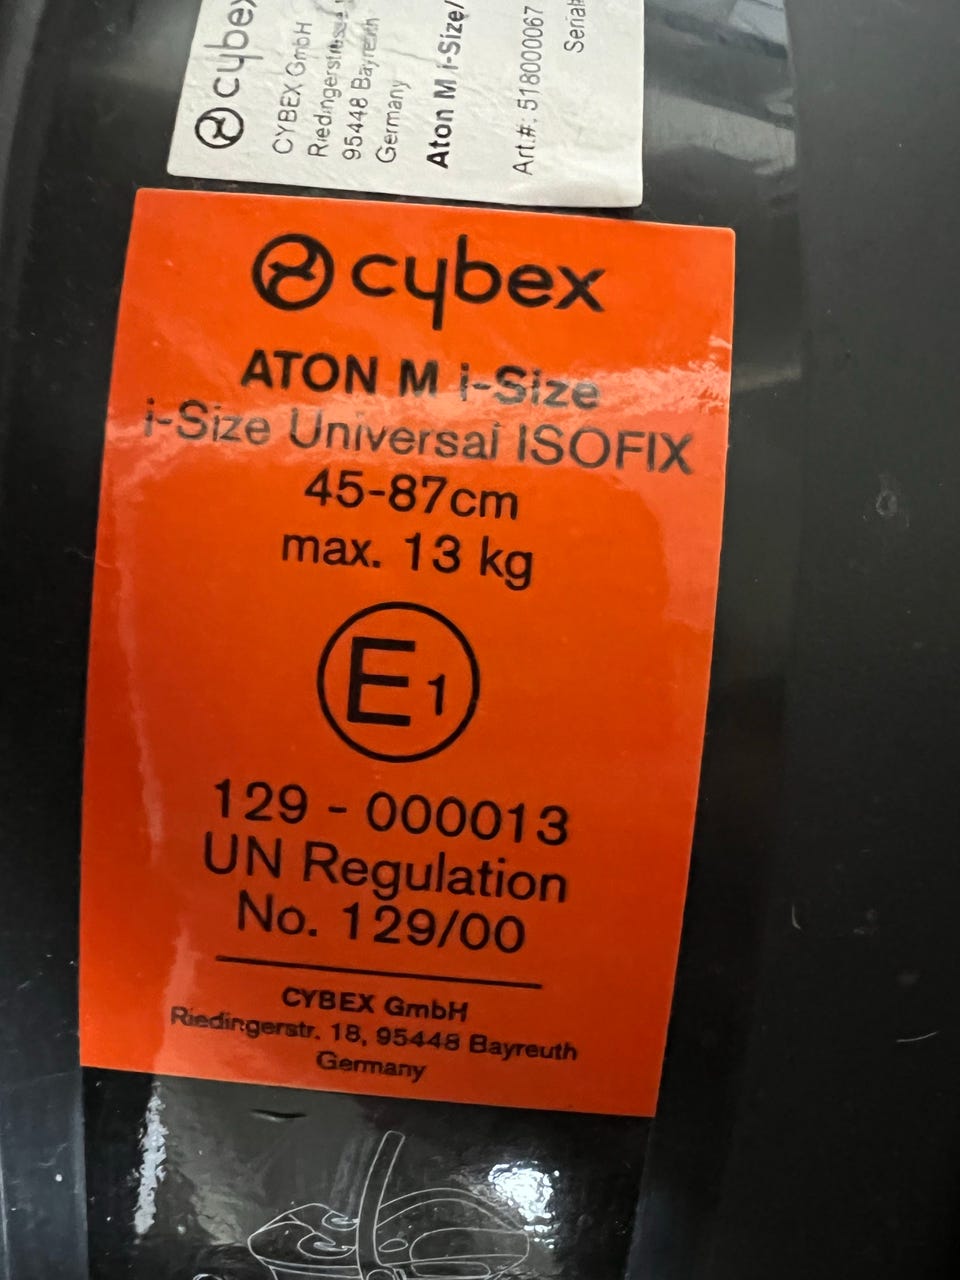 cybex
CYBEX GmbH
Riedingerstrasse
95448 Bayreuth
Germany
Aton M i-Size/
Art.#: 518000067
Serial
cybex
ATON M i-Size
i-Size Universal ISOFIX
45-87cm
max. 13 kg
E1
129 - 000013
UN Regulation
No. 129/00
CYBEX GmbH
Riedingerstr. 18, 95448 Bayreuth
Germany